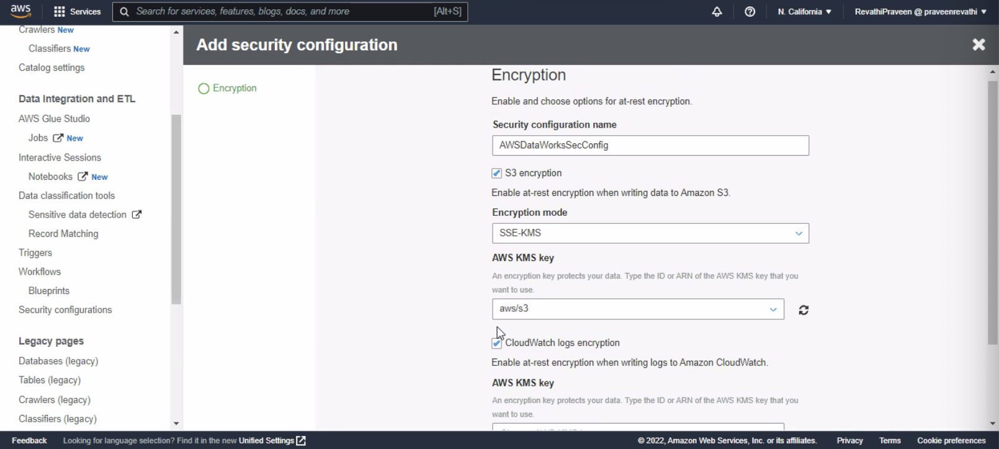 aws
Services
Search for services, features, blogs, docs, and more [Alt+S]
N. California
RevathiPraveen @ praveenrevathi
Crawlers New
Classifiers New
Catalog settings
Data Integration and ETL
AWS Glue Studio
Jobs New
Interactive Sessions
Notebooks New
Data classification tools
Sensitive data detection
Record Matching
Triggers
Workflows
Blueprints
Security configurations
Legacy pages
Databases (legacy)
Tables (legacy)
Crawlers (legacy)
Classifiers (legacy)
Add security configuration
Encryption
Encryption
Enable and choose options for at-rest encryption.
Security configuration name
AWSDataWorksSecConfig
S3 encryption
Enable at-rest encryption when writing data to Amazon S3.
Encryption mode
SSE-KMS
AWS KMS key
An encryption key protects your data. Type the ID or ARN of the AWS KMS key that you
want to use.
aws/s3
CloudWatch logs encryption
Enable at-rest encryption when writing logs to Amazon CloudWatch.
AWS KMS key
An encryption key protects your data. Type the ID or ARN of the AWS KMS key that you
want to use.
Feedback
Looking for language selection? Find it in the new Unified Settings
© 2022, Amazon Web Services, Inc. or its affiliates.
Privacy
Terms
Cookie preferences